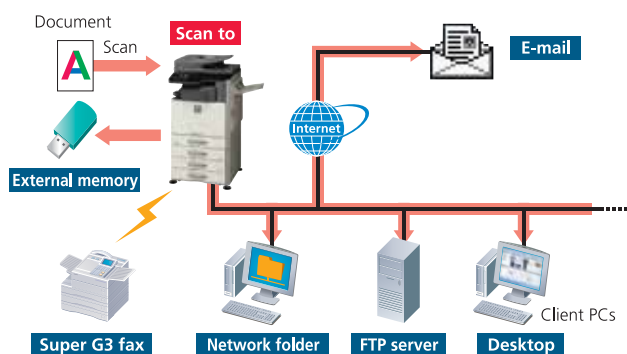 Document
Scan to
E-mail
Scan
A
Internet
External memory
Client PCs
Super G3 fax
Network folder
FTP server
Desktop